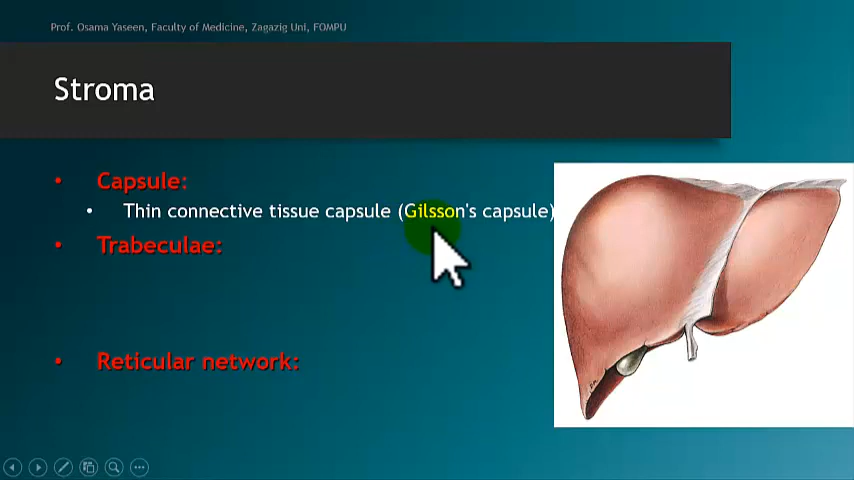 Prof. Osama Yaseen, Faculty of Medicine, Zagazig Uni, FOMPU
Stroma
• Capsule:
• Thin connective tissue capsule (Gilsson's capsule)
• Trabeculae:
• Reticular network: